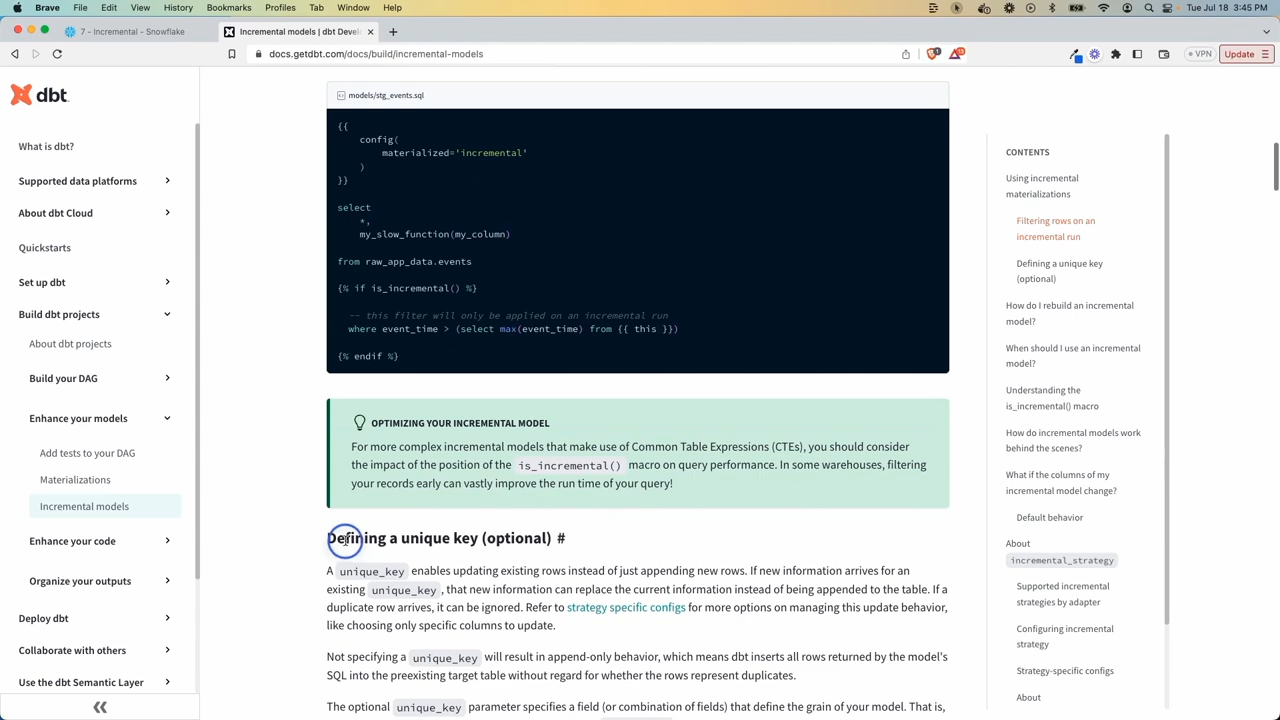 Brave File Edit View History Bookmarks Profiles Tab Window Help Tue Jul 18 3:45 PM
7 - Incremental - Snowflake
Incremental models | dbt Devel
docs.getdbt.com/docs/build/incremental-models
VPN
Update
dbt
What is dbt?
Supported data platforms
About dbt Cloud
Quickstarts
Set up dbt
Build dbt projects
About dbt projects
Build your DAG
Enhance your models
Add tests to your DAG
Materializations
Incremental models
Enhance your code
Organize your outputs
Deploy dbt
Collaborate with others
Use the dbt Semantic Layer
models/stg_events.sql
{{
config(
materialized='incremental'
)
}}
select
*,
my_slow_function(my_column)
from raw_app_data.events
{% if is_incremental() %}
-- this filter will only be applied on an incremental run
where event_time > (select max(event_time) from {{ this }})
{% endif %}
OPTIMIZING YOUR INCREMENTAL MODEL
For more complex incremental models that make use of Common Table Expressions (CTEs), you should consider
the impact of the position of the is_incremental() macro on query performance. In some warehouses, filtering
your records early can vastly improve the run time of your query!
Defining a unique key (optional) #
A unique_key enables updating existing rows instead of just appending new rows. If new information arrives for an
existing unique_key, that new information can replace the current information instead of being appended to the table. If a
duplicate row arrives, it can be ignored. Refer to strategy specific configs for more options on managing this update behavior,
like choosing only specific columns to update.
Not specifying a unique_key will result in append-only behavior, which means dbt inserts all rows returned by the model's
SQL into the preexisting target table without regard for whether the rows represent duplicates.
The optional unique_key parameter specifies a field (or combination of fields) that define the grain of your model. That is,
CONTENTS
Using incremental
materializations
Filtering rows on an
incremental run
Defining a unique key
(optional)
How do I rebuild an incremental
model?
When should I use an incremental
model?
Understanding the
is_incremental() macro
How do incremental models work
behind the scenes?
What if the columns of my
incremental model change?
Default behavior
About
incremental_strategy
Supported incremental
strategies by adapter
Configuring incremental
strategy
Strategy-specific configs
About